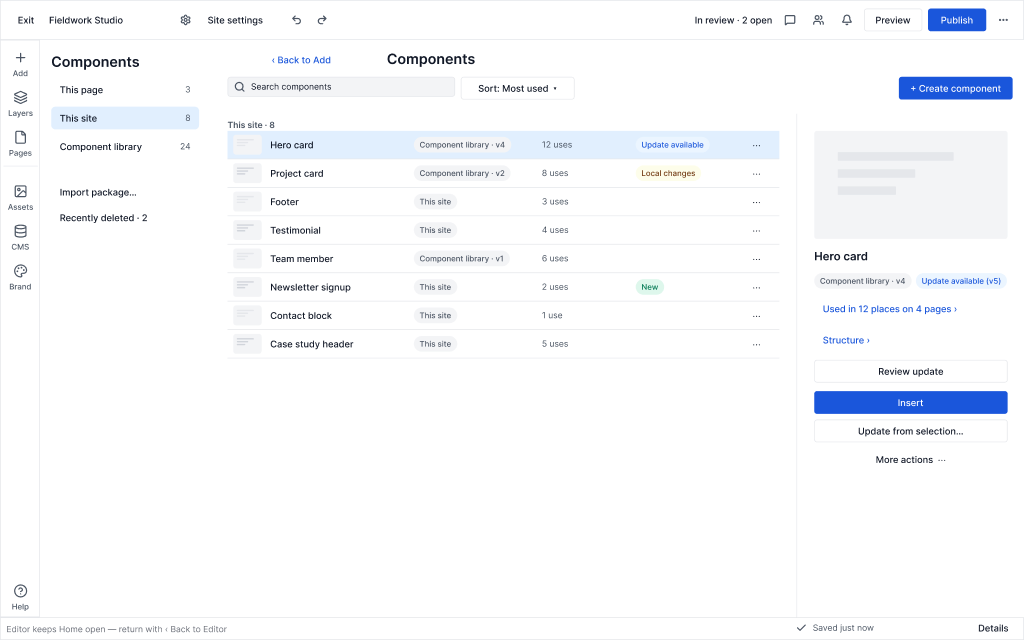 Exit Fieldwork Studio Site settings In review · 2 open Preview Publish ···
Add
Layers
Pages
Assets
CMS
Brand
Help
Components
This page 3
This site 8
Component library 24
Import package...
Recently deleted · 2
‹ Back to Add Components
Search components Sort: Most used + Create component
This site · 8
Hero card Component library · v4 12 uses Update available ···
Project card Component library · v2 8 uses Local changes ···
Footer This site 3 uses ···
Testimonial This site 4 uses ···
Team member Component library · v1 6 uses ···
Newsletter signup This site 2 uses New ···
Contact block This site 1 use ···
Case study header This site 5 uses ···
Hero card
Component library · v4 Update available (v5)
Used in 12 places on 4 pages ›
Structure ›
Review update
Insert
Update from selection...
More actions ···
Editor keeps Home open — return with ‹ Back to Editor Saved just now Details